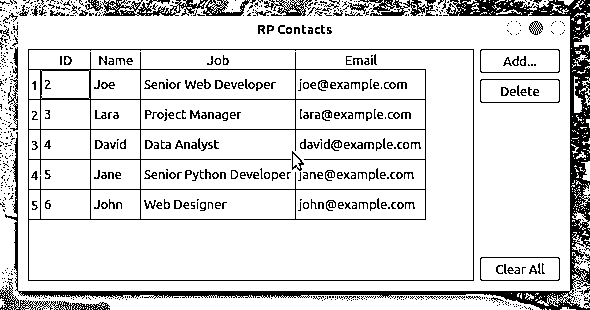 RP Contacts
ID Name Job Email
1 2 Joe Senior Web Developer joe@example.com
2 3 Lara Project Manager lara@example.com
3 4 David Data Analyst david@example.com
4 5 Jane Senior Python Developer jane@example.com
5 6 John Web Designer john@example.com
Add...
Delete
Clear All